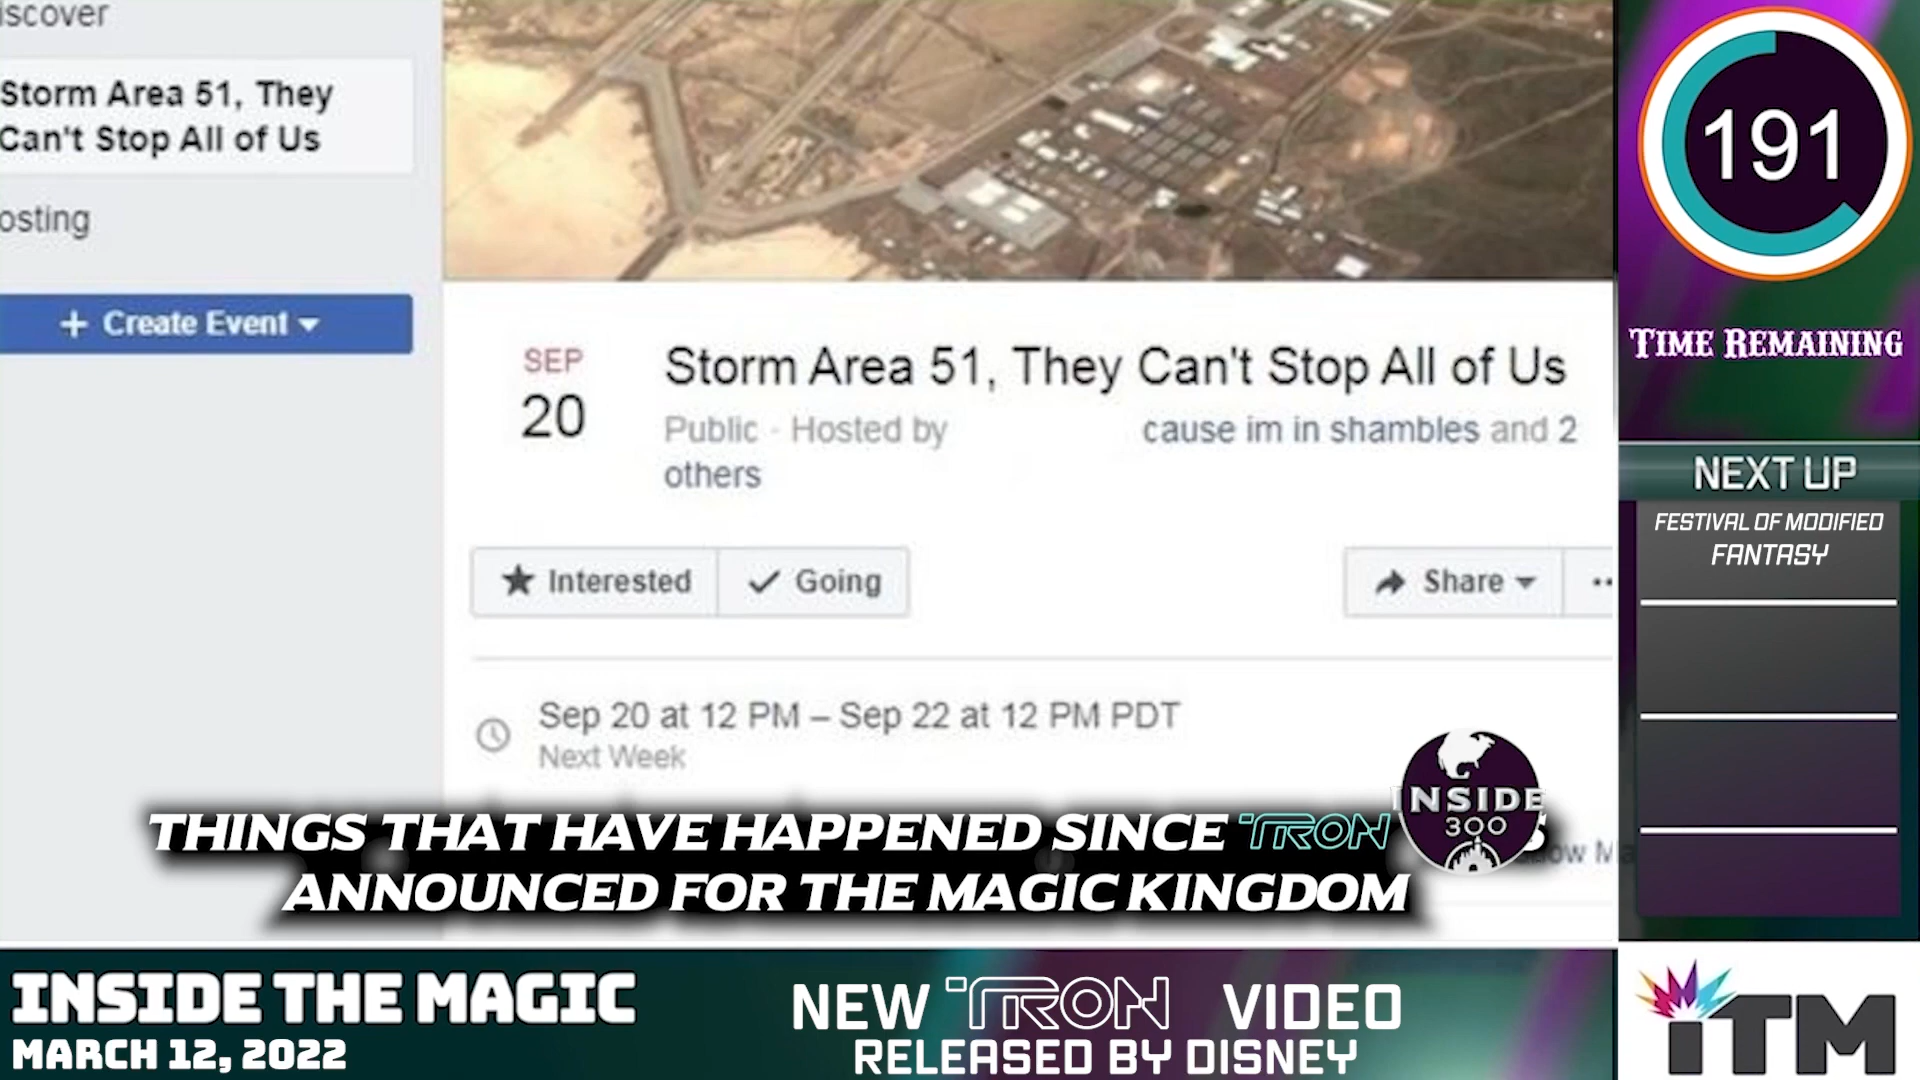 iscover
Storm Area 51, They
Can't Stop All of Us
osting
+ Create Event
SEP
20
Storm Area 51, They Can't Stop All of Us
Public · Hosted by cause im in shambles and 2
others
Interested
Going
Share
Sep 20 at 12 PM – Sep 22 at 12 PM PDT
Next Week
ow Ma
THINGS THAT HAVE HAPPENED SINCE TRON
ANNOUNCED FOR THE MAGIC KINGDOM
INSIDE
300
191
TIME REMAINING
NEXT UP
FESTIVAL OF MODIFIED
FANTASY
INSIDE THE MAGIC
MARCH 12, 2022
NEW TRON VIDEO
RELEASED BY DISNEY
iTM